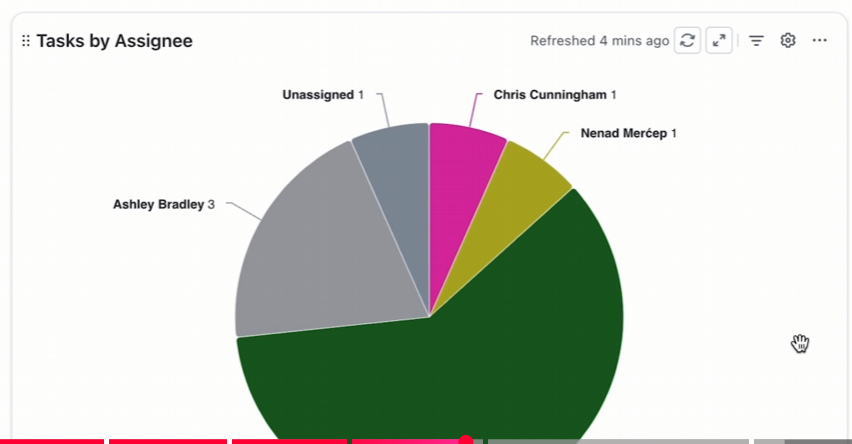 Tasks by Assignee
Refreshed 4 mins ago
Unassigned 1
Chris Cunningham 1
Nenad Merćep 1
Ashley Bradley 3